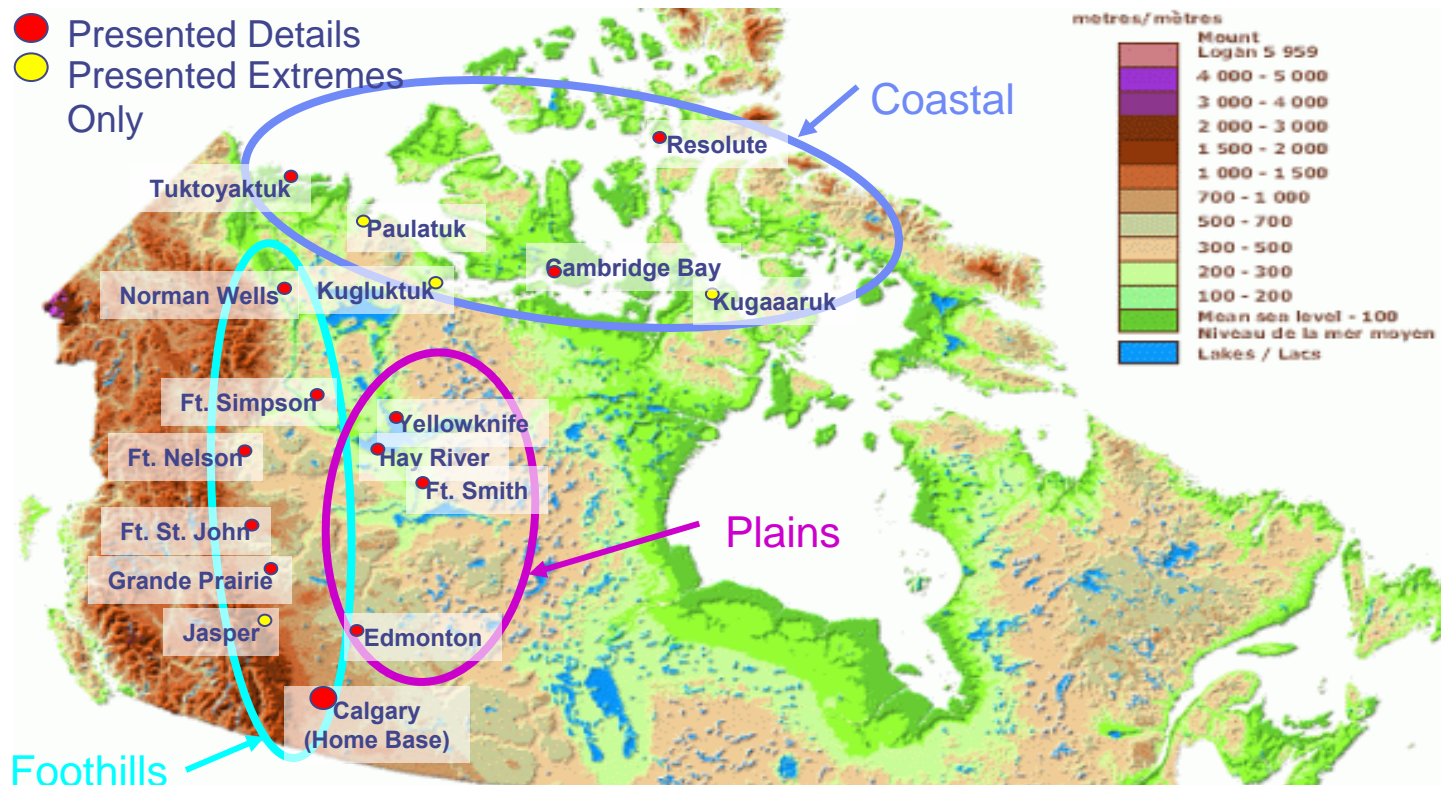 Presented Details
Presented Extremes
Only
Coastal
Resolute
Tuktoyaktuk
Paulatuk
Cambridge Bay
Norman Wells
Kugluktuk
Kugaaaruk
Ft. Simpson
Yellowknife
Ft. Nelson
Hay River
Ft. Smith
Ft. St. John
Plains
Grande Prairie
Jasper
Edmonton
Calgary
(Home Base)
Foothills
metres/mètres
Mount
Logan 5 959
4 000 - 5 000
3 000 - 4 000
2 000 - 3 000
1 500 - 2 000
1 000 - 1 500
700 - 1 000
500 - 700
300 - 500
200 - 300
100 - 200
Mean sea level - 100
Niveau de la mer moyen
Lakes / Lacs